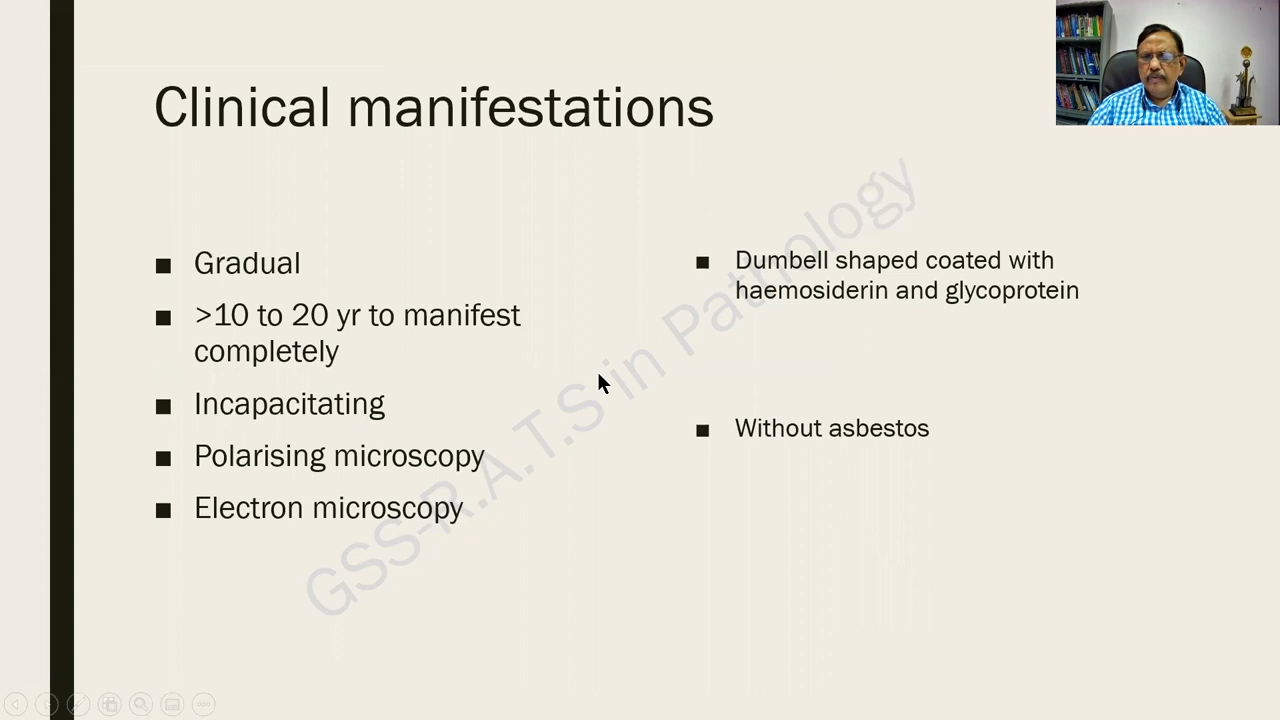 Clinical manifestations
■ Gradual
■ >10 to 20 yr to manifest
completely
■ Incapacitating
■ Polarising microscopy
■ Electron microscopy
■ Dumbell shaped coated with
haemosiderin and glycoprotein
■ Without asbestos
GSS-R.A.T.S in Pathology